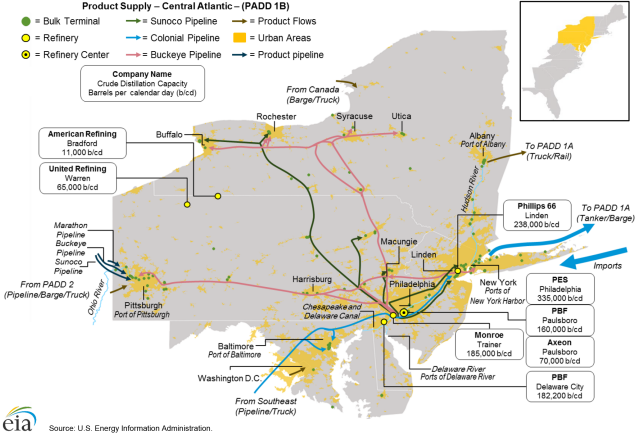 Product Supply – Central Atlantic – (PADD 1B)
= Bulk Terminal
= Sunoco Pipeline
= Product Flows
= Refinery
= Colonial Pipeline
= Urban Areas
= Refinery Center
= Buckeye Pipeline
= Product pipeline
Company Name
Crude Distillation Capacity
Barrels per calendar day (b/cd)
From Canada
(Barge/Truck)
Rochester
Syracuse
Utica
American Refining
Bradford
11,000 b/cd
Buffalo
Albany
Port of Albany
To PADD 1A
(Truck/Rail)
United Refining
Warren
65,000 b/cd
Hudson River
Phillips 66
Linden
238,000 b/cd
To PADD 1A
(Tanker/Barge)
Marathon
Pipeline
Buckeye
Pipeline
Sunoco
Pipeline
Macungie
Linden
Imports
From PADD 2
(Pipeline/Barge/Truck)
Ohio River
Pittsburgh
Port of Pittsburgh
Harrisburg
Philadelphia
New York
Ports of
New York Harbor
PES
Philadelphia
335,000 b/cd
Chesapeake and
Delaware Canal
PBF
Paulsboro
160,000 b/cd
Monroe
Trainer
185,000 b/cd
Axeon
Paulsboro
70,000 b/cd
Baltimore
Port of Baltimore
Delaware River
Ports of Delaware River
Washington D.C
PBF
Delaware City
182,200 b/cd
From Southeast
(Pipeline/Truck)
eia
Source: U.S. Energy Information Administration.